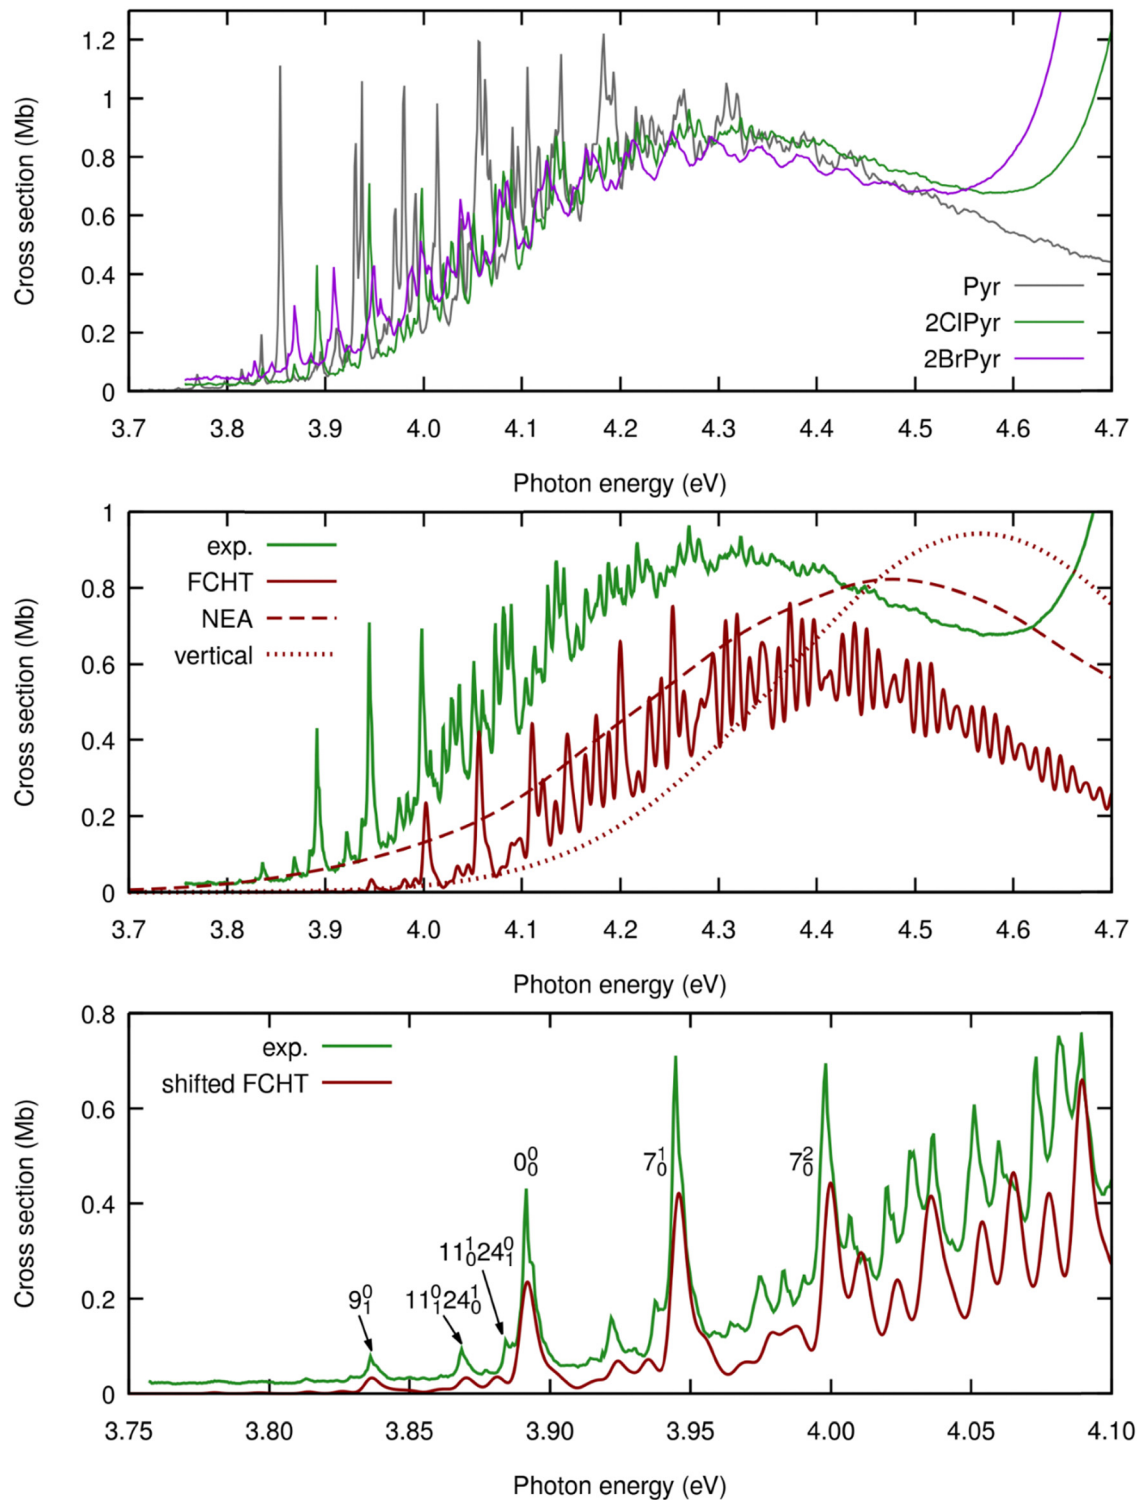 1.2
1
0.8
0.6
0.4
0.2
0
Cross section (Mb)
Pyr
2ClPyr
2BrPyr
3.7 3.8 3.9 4.0 4.1 4.2 4.3 4.4 4.5 4.6 4.7
Photon energy (eV)
1
0.8
0.6
0.4
0.2
0
Cross section (Mb)
exp.
FCHT
NEA
vertical
3.7 3.8 3.9 4.0 4.1 4.2 4.3 4.4 4.5 4.6 4.7
Photon energy (eV)
0.8
0.6
0.4
0.2
0
Cross section (Mb)
exp.
shifted FCHT
0⁰₀ 7¹₀ 7²₀
11¹₀24⁰₁
9⁰₁ 11⁰₁24¹₀
3.75 3.80 3.85 3.90 3.95 4.00 4.05 4.10
Photon energy (eV)